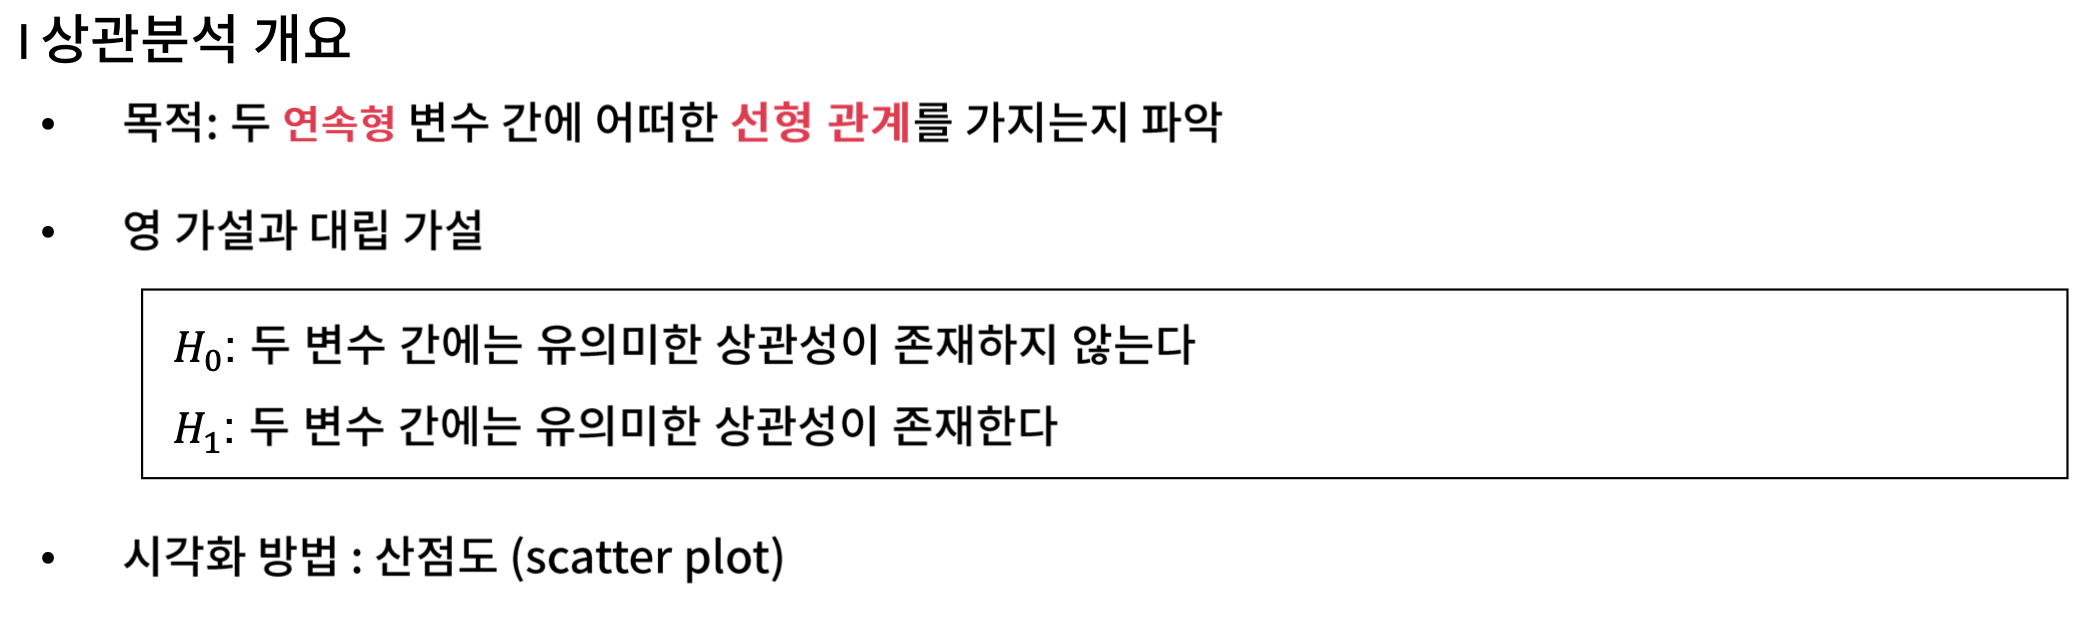 | 상관분석 개요
• 목적: 두 연속형 변수 간에 어떠한 선형 관계를 가지는지 파악
• 영 가설과 대립 가설
H₀: 두 변수 간에는 유의미한 상관성이 존재하지 않는다
H₁: 두 변수 간에는 유의미한 상관성이 존재한다
• 시각화 방법 : 산점도 (scatter plot)